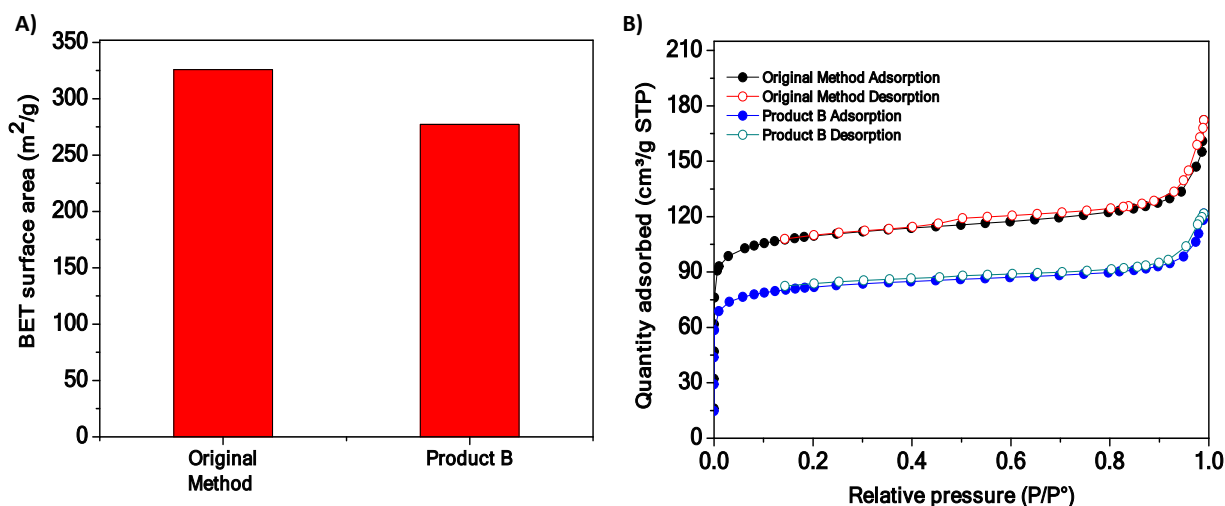 A)
BET surface area (m²/g)
350
300
250
200
150
100
50
0
Original
Method
Product B
B)
Quantity adsorbed (cm³/g STP)
210
180
150
120
90
60
30
0
Original Method Adsorption
Original Method Desorption
Product B Adsorption
Product B Desorption
0.0 0.2 0.4 0.6 0.8 1.0
Relative pressure (P/P°)